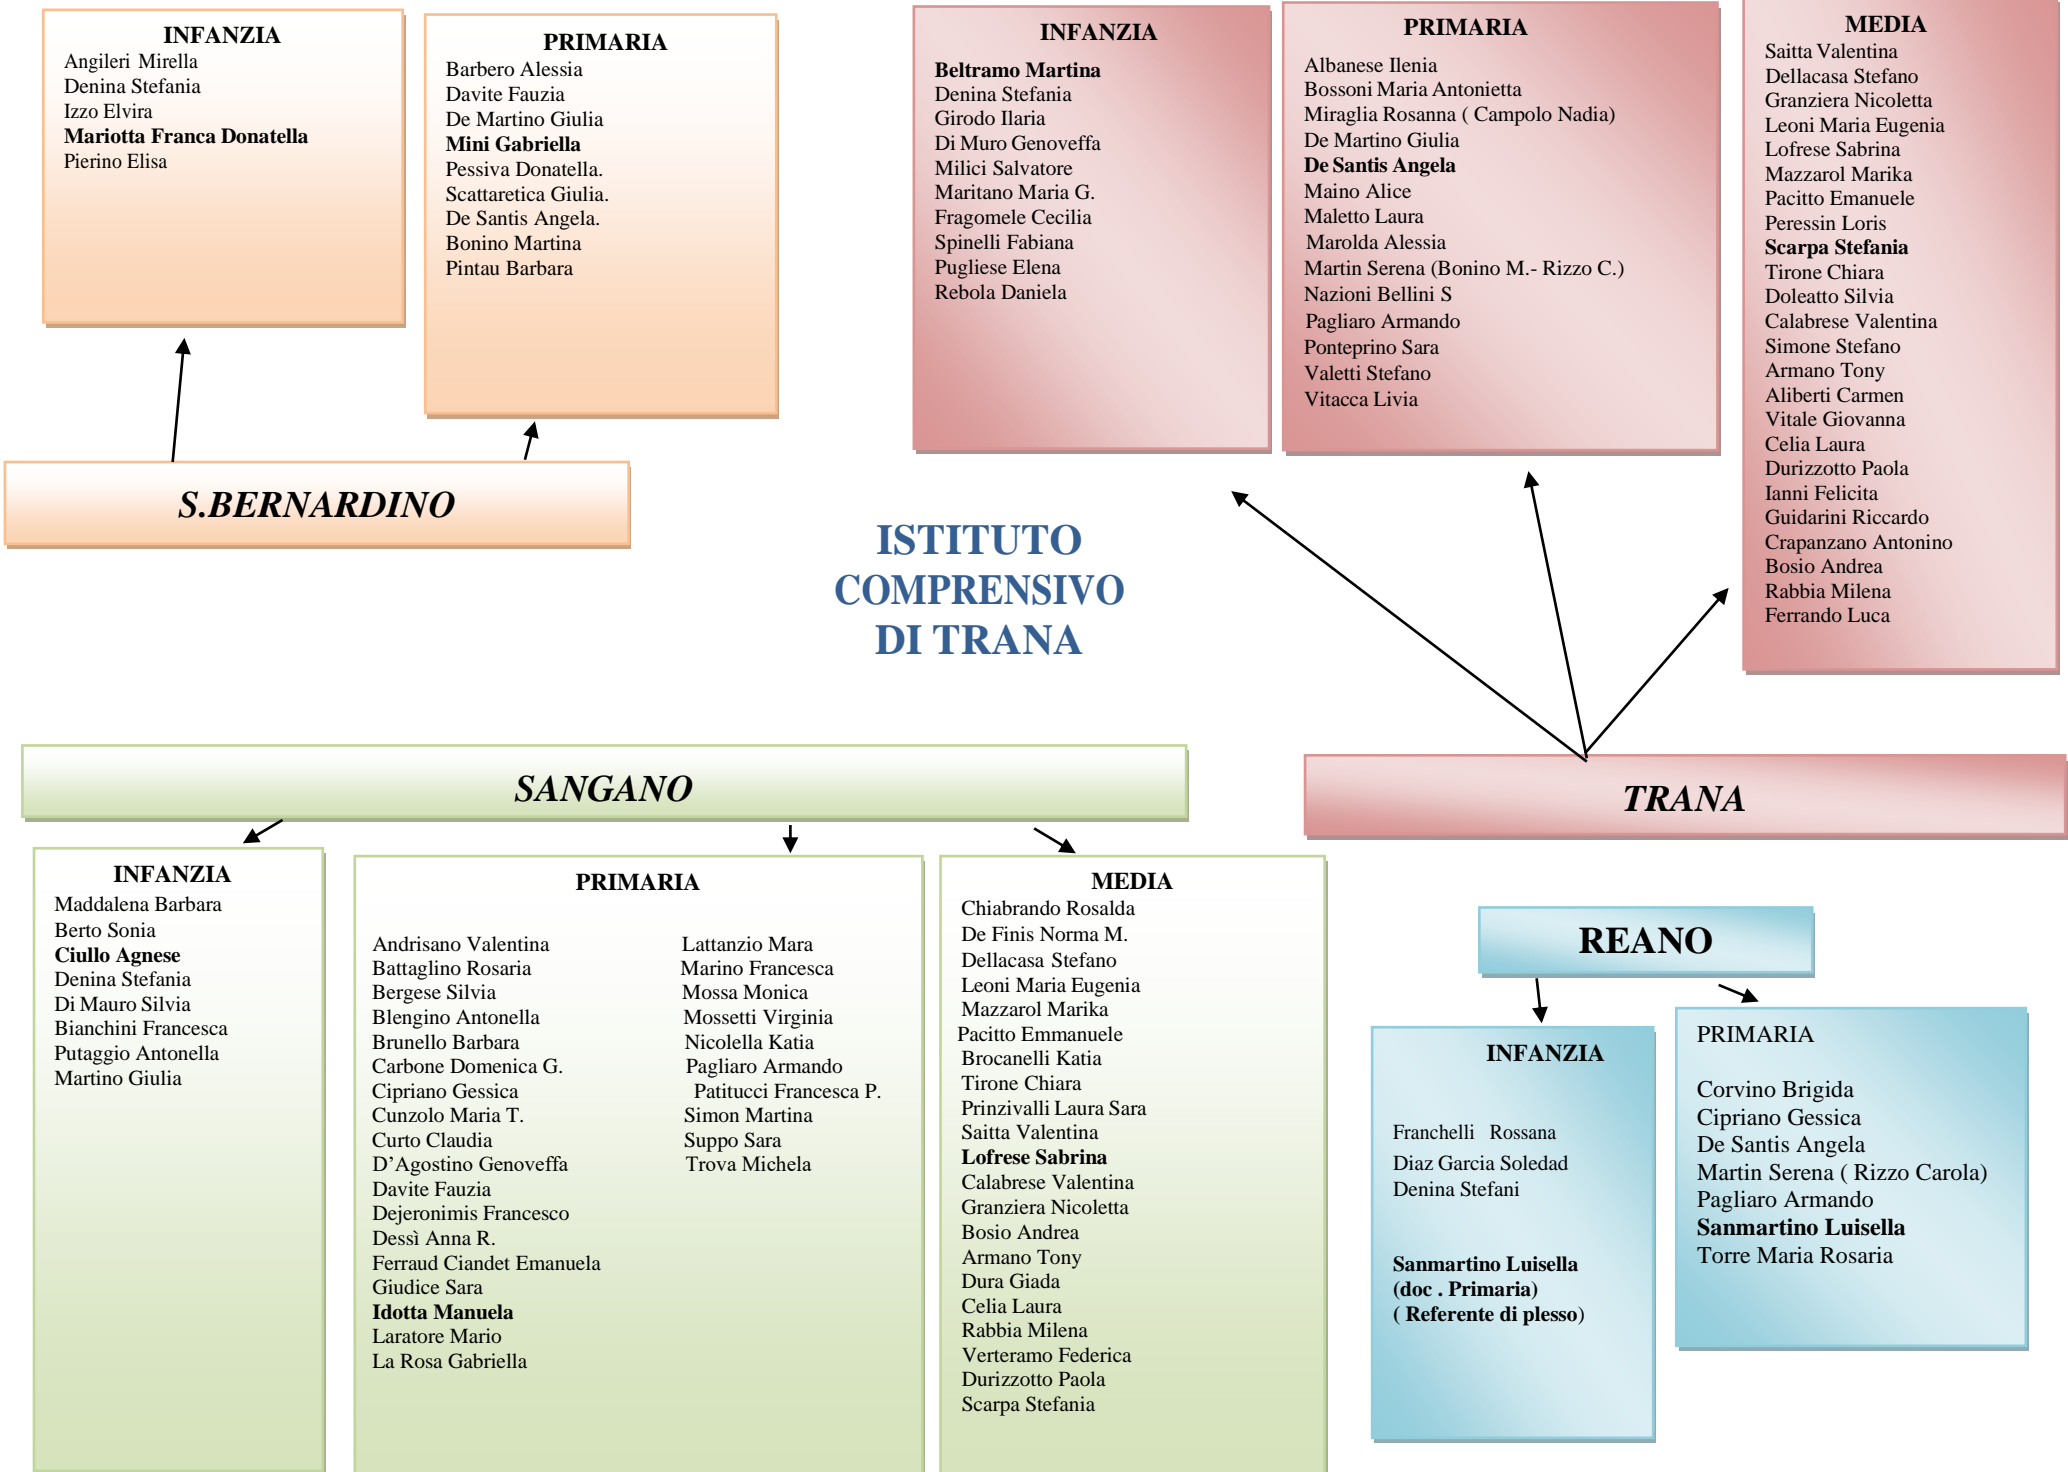 INFANZIA
Angileri Mirella
Denina Stefania
Izzo Elvira
Mariotta Franca Donatella
Pierino Elisa
PRIMARIA
Barbero Alessia
Davite Fauzia
De Martino Giulia
Mini Gabriella
Pessiva Donatella.
Scattaretica Giulia.
De Santis Angela.
Bonino Martina
Pintau Barbara
S.BERNARDINO
INFANZIA
Beltramo Martina
Denina Stefania
Girodo Ilaria
Di Muro Genoveffa
Milici Salvatore
Maritano Maria G.
Fragomele Cecilia
Spinelli Fabiana
Pugliese Elena
Rebola Daniela
PRIMARIA
Albanese Ilenia
Bossoni Maria Antonietta
Miraglia Rosanna ( Campolo Nadia)
De Martino Giulia
De Santis Angela
Maino Alice
Maletto Laura
Marolda Alessia
Martin Serena (Bonino M.- Rizzo C.)
Nazioni Bellini S
Pagliaro Armando
Ponteprino Sara
Valetti Stefano
Vitacca Livia
MEDIA
Saitta Valentina
Dellacasa Stefano
Granziera Nicoletta
Leoni Maria Eugenia
Lofrese Sabrina
Mazzarol Marika
Pacitto Emanuele
Peressin Loris
Scarpa Stefania
Tirone Chiara
Doleatto Silvia
Calabrese Valentina
Simone Stefano
Armano Tony
Aliberti Carmen
Vitale Giovanna
Celia Laura
Durizzotto Paola
Ianni Felicita
Guidarini Riccardo
Crapanzano Antonino
Bosio Andrea
Rabbia Milena
Ferrando Luca
ISTITUTO
COMPRENSIVO
DI TRANA
SANGANO
TRANA
INFANZIA
Maddalena Barbara
Berto Sonia
Ciullo Agnese
Denina Stefania
Di Mauro Silvia
Bianchini Francesca
Putaggio Antonella
Martino Giulia
PRIMARIA
Andrisano Valentina
Battaglino Rosaria
Bergese Silvia
Blengino Antonella
Brunello Barbara
Carbone Domenica G.
Cipriano Gessica
Cunzolo Maria T.
Curto Claudia
D’Agostino Genoveffa
Davite Fauzia
Dejeronimis Francesco
Dessì Anna R.
Ferraud Ciandet Emanuela
Giudice Sara
Idotta Manuela
Laratore Mario
La Rosa Gabriella
Lattanzio Mara
Marino Francesca
Mossa Monica
Mossetti Virginia
Nicolella Katia
Pagliaro Armando
Patitucci Francesca P.
Simon Martina
Suppo Sara
Trova Michela
MEDIA
Chiabrando Rosalda
De Finis Norma M.
Dellacasa Stefano
Leoni Maria Eugenia
Mazzarol Marika
Pacitto Emmanuele
Brocanelli Katia
Tirone Chiara
Prinzivalli Laura Sara
Saitta Valentina
Lofrese Sabrina
Calabrese Valentina
Granziera Nicoletta
Bosio Andrea
Armano Tony
Dura Giada
Celia Laura
Rabbia Milena
Verteramo Federica
Durizzotto Paola
Scarpa Stefania
REANO
INFANZIA
Franchelli Rossana
Diaz Garcia Soledad
Denina Stefani
Sanmartino Luisella
(doc . Primaria)
( Referente di plesso)
PRIMARIA
Corvino Brigida
Cipriano Gessica
De Santis Angela
Martin Serena ( Rizzo Carola)
Pagliaro Armando
Sanmartino Luisella
Torre Maria Rosaria